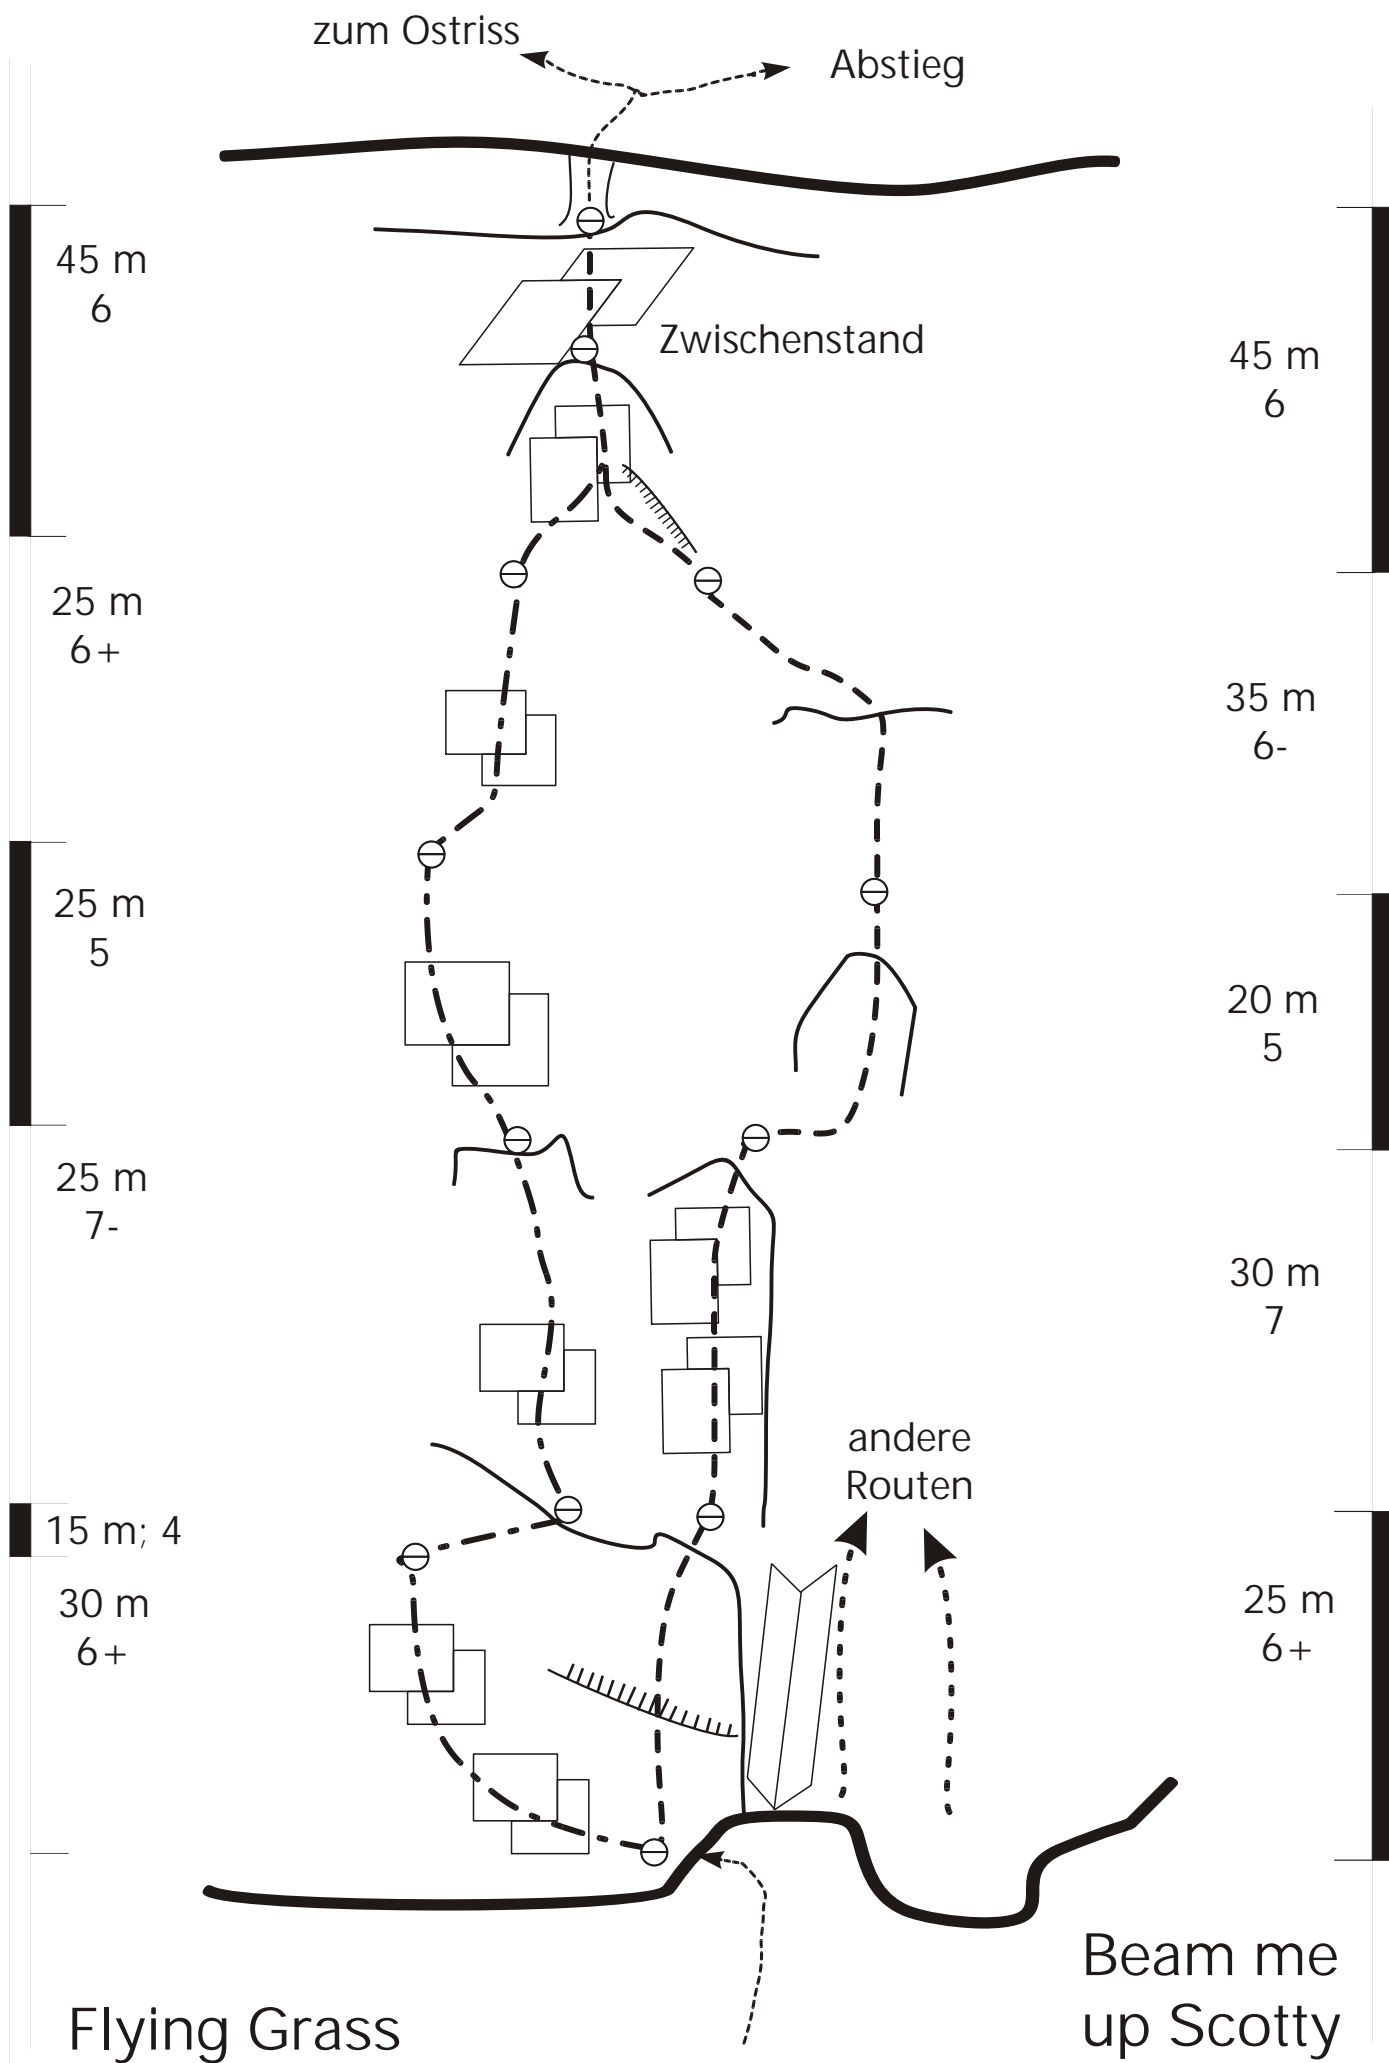 zum Ostriss
Abstieg
45 m
6
Zwischenstand
45 m
6
25 m
6+
35 m
6-
25 m
5
20 m
5
25 m
7-
30 m
7
andere
Routen
15 m; 4
30 m
6+
25 m
6+
Flying Grass
Beam me
up Scotty